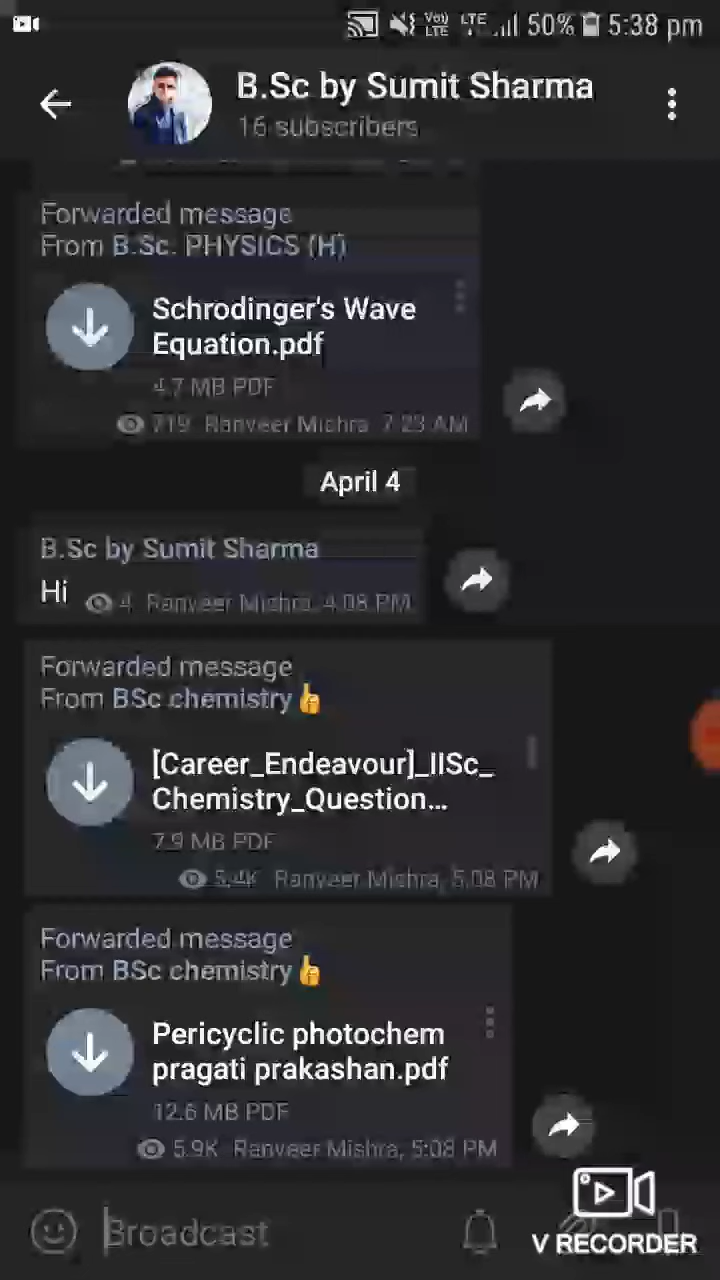 Voo) LTE LTE 50% 5:38 pm
B.Sc by Sumit Sharma
16 subscribers
Forwarded message
From B.Sc. PHYSICS (H)
Schrodinger's Wave
Equation.pdf
4.7 MB PDF
719 Ranveer Mishra, 7:23 AM
April 4
B.Sc by Sumit Sharma
Hi 4 Ranveer Mishra, 4:08 PM
Forwarded message
From BSc chemistry👍
[Career_Endeavour]_IISc_
Chemistry_Question...
7.9 MB PDF
5.4K Ranveer Mishra, 5:08 PM
Forwarded message
From BSc chemistry👍
Pericyclic photochem
pragati prakashan.pdf
12.6 MB PDF
5.9K Ranveer Mishra, 5:08 PM
Broadcast
V RECORDER